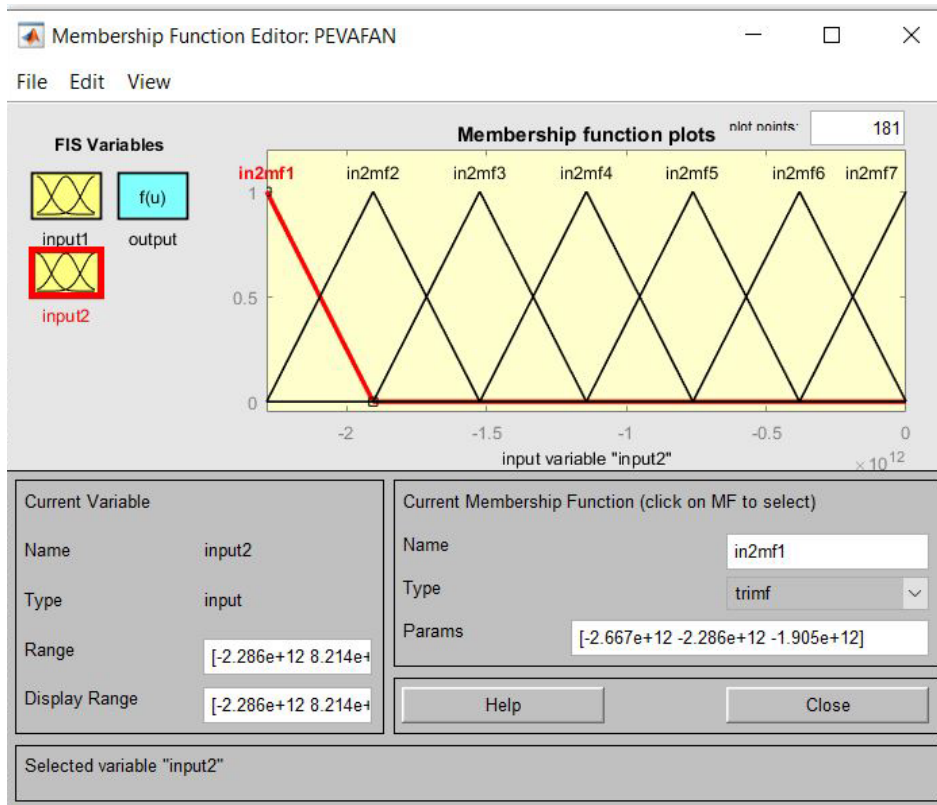 Membership Function Editor: PEVAFAN
File Edit View
FIS Variables
Membership function plots
plot points:
181
in2mf1 in2mf2 in2mf3 in2mf4 in2mf5 in2mf6 in2mf7
f(u)
input1 output
input2
1
0.5
0
-2 -1.5 -1 -0.5 0
input variable "input2"
×10^12
Current Variable
Name input2
Type input
Range [-2.286e+12 8.214e+
Display Range [-2.286e+12 8.214e+
Current Membership Function (click on MF to select)
Name in2mf1
Type trimf
Params [-2.667e+12 -2.286e+12 -1.905e+12]
Help Close
Selected variable "input2"